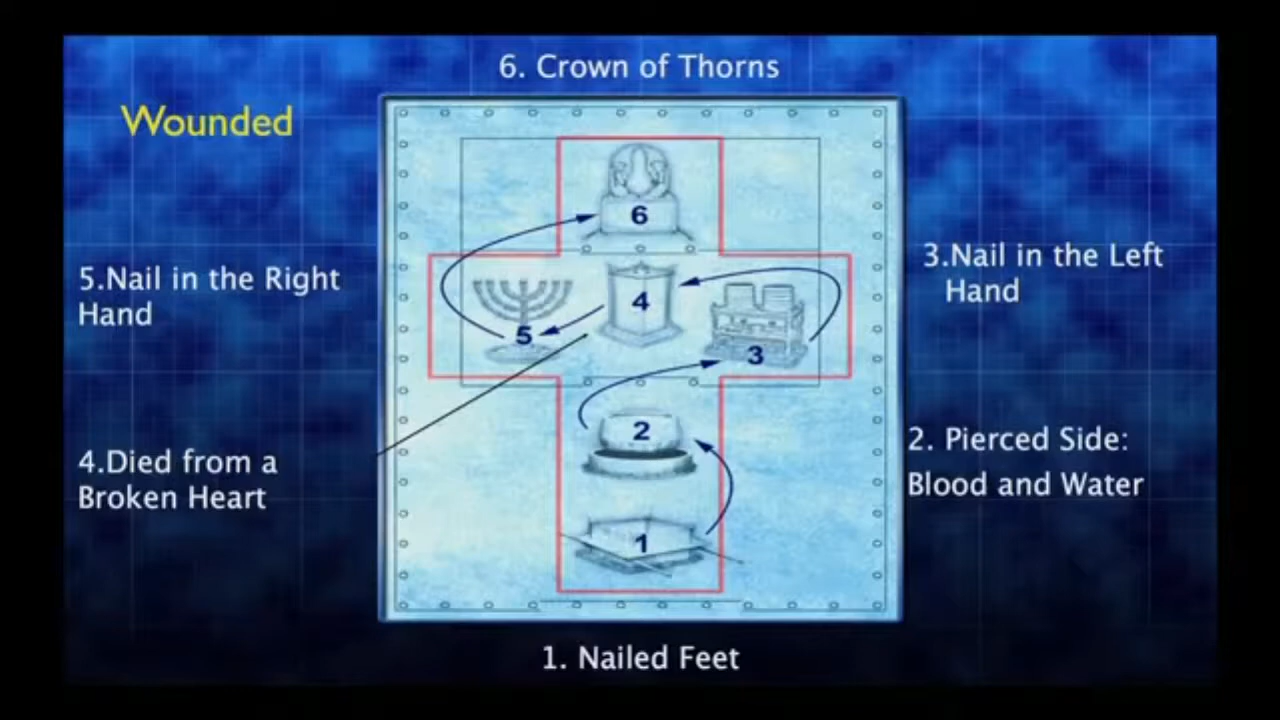 6. Crown of Thorns
Wounded
6
5.Nail in the Right
Hand
3.Nail in the Left
Hand
4
5
3
4.Died from a
Broken Heart
2
2. Pierced Side:
Blood and Water
1
1. Nailed Feet